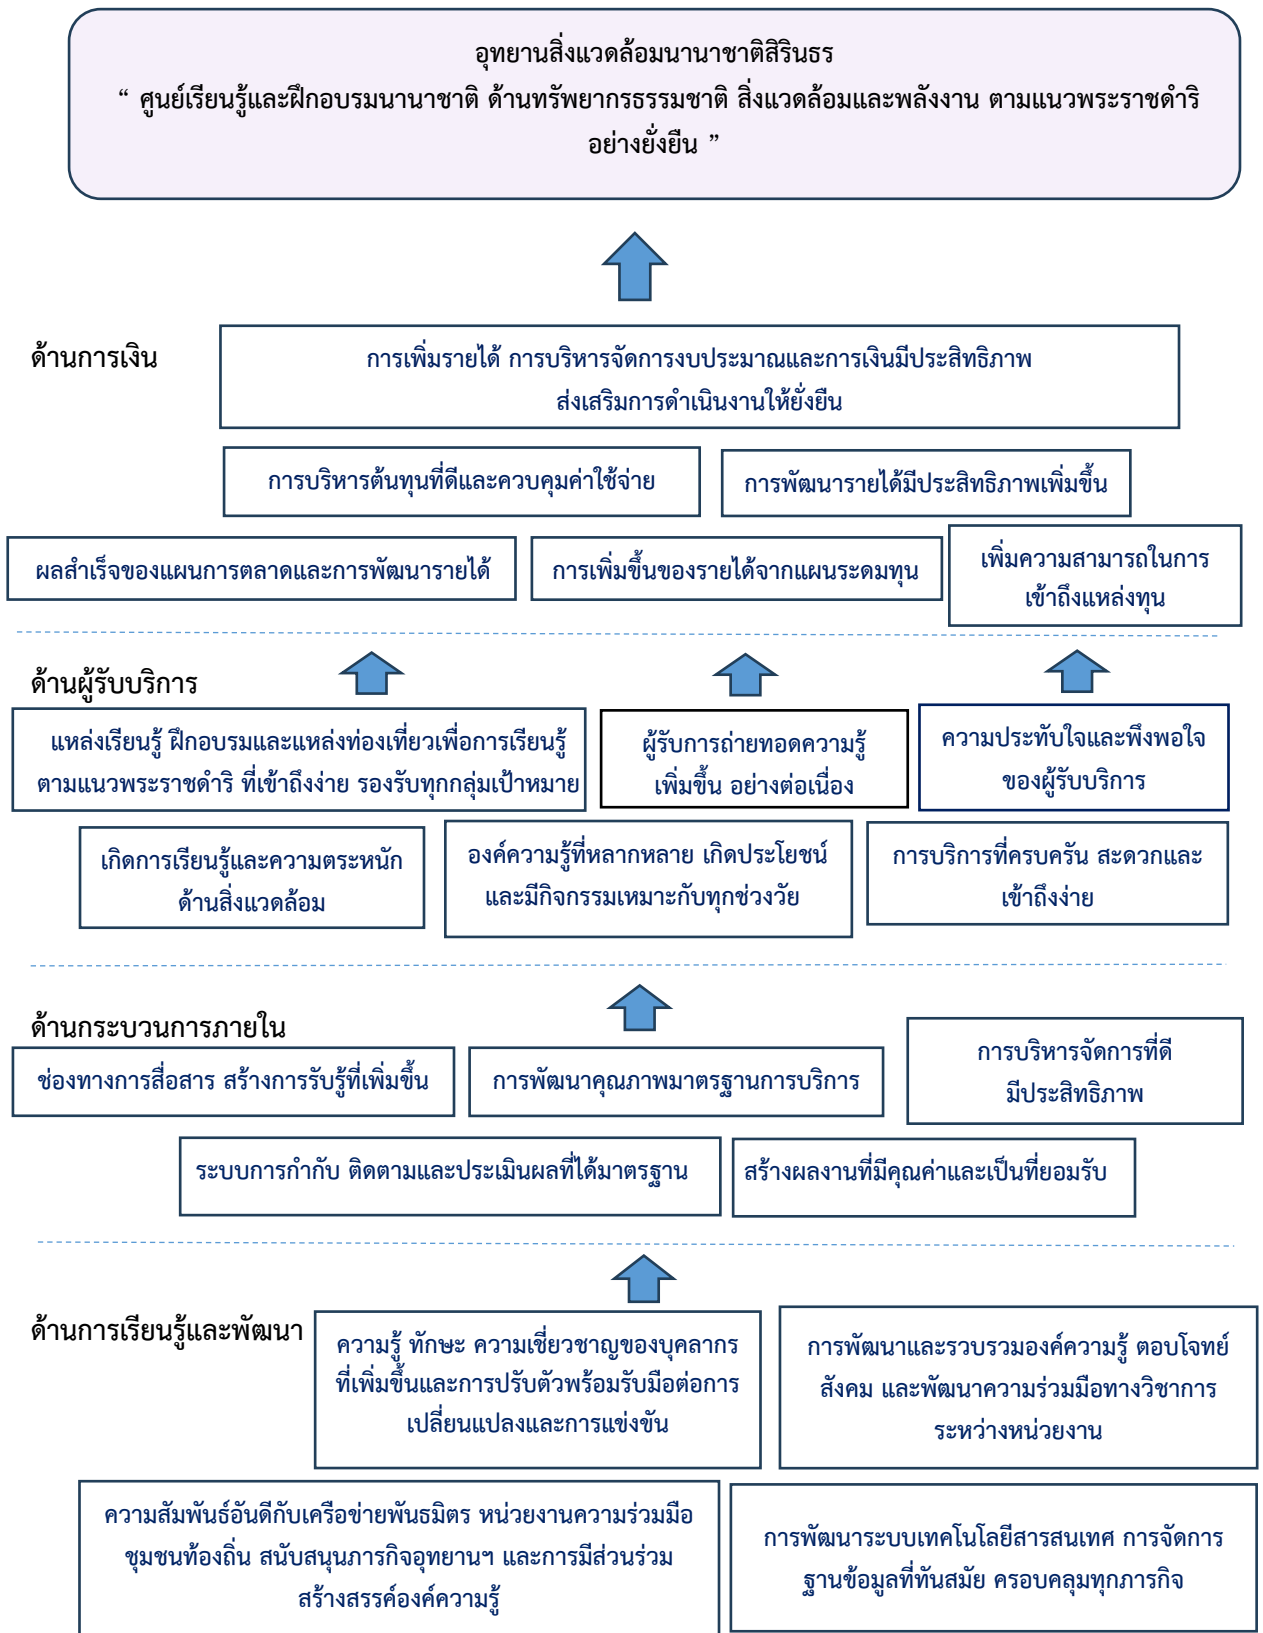 อุทยานสิ่งแวดล้อมนานาชาติสิรินธร
“ ศูนย์เรียนรู้และฝึกอบรมนานาชาติ ด้านทรัพยากรธรรมชาติ สิ่งแวดล้อมและพลังงาน ตามแนวพระราชดำริ
อย่างยั่งยืน ”
ด้านการเงิน
การเพิ่มรายได้ การบริหารจัดการงบประมาณและการเงินมีประสิทธิภาพ
ส่งเสริมการดำเนินงานให้ยั่งยืน
การบริหารต้นทุนที่ดีและควบคุมค่าใช้จ่าย
การพัฒนารายได้มีประสิทธิภาพเพิ่มขึ้น
ผลสำเร็จของแผนการตลาดและการพัฒนารายได้
การเพิ่มขึ้นของรายได้จากแผนระดมทุน
เพิ่มความสามารถในการ
เข้าถึงแหล่งทุน
ด้านผู้รับบริการ
แหล่งเรียนรู้ ฝึกอบรมและแหล่งท่องเที่ยวเพื่อการเรียนรู้
ตามแนวพระราชดำริ ที่เข้าถึงง่าย รองรับทุกกลุ่มเป้าหมาย
ผู้รับการถ่ายทอดความรู้
เพิ่มขึ้น อย่างต่อเนื่อง
ความประทับใจและพึงพอใจ
ของผู้รับบริการ
เกิดการเรียนรู้และความตระหนัก
ด้านสิ่งแวดล้อม
องค์ความรู้ที่หลากหลาย เกิดประโยชน์
และมีกิจกรรมเหมาะกับทุกช่วงวัย
การบริการที่ครบครัน สะดวกและ
เข้าถึงง่าย
ด้านกระบวนการภายใน
ช่องทางการสื่อสาร สร้างการรับรู้ที่เพิ่มขึ้น
การพัฒนาคุณภาพมาตรฐานการบริการ
การบริหารจัดการที่ดี
มีประสิทธิภาพ
ระบบการกำกับ ติดตามและประเมินผลที่ได้มาตรฐาน
สร้างผลงานที่มีคุณค่าและเป็นที่ยอมรับ
ด้านการเรียนรู้และพัฒนา
ความรู้ ทักษะ ความเชี่ยวชาญของบุคลากร
ที่เพิ่มขึ้นและการปรับตัวพร้อมรับมือต่อการ
เปลี่ยนแปลงและการแข่งขัน
การพัฒนาและรวบรวมองค์ความรู้ ตอบโจทย์
สังคม และพัฒนาความร่วมมือทางวิชาการ
ระหว่างหน่วยงาน
ความสัมพันธ์อันดีกับเครือข่ายพันธมิตร หน่วยงานความร่วมมือ
ชุมชนท้องถิ่น สนับสนุนภารกิจอุทยานฯ และการมีส่วนร่วม
สร้างสรรค์องค์ความรู้
การพัฒนาระบบเทคโนโลยีสารสนเทศ การจัดการ
ฐานข้อมูลที่ทันสมัย ครอบคลุมทุกภารกิจ